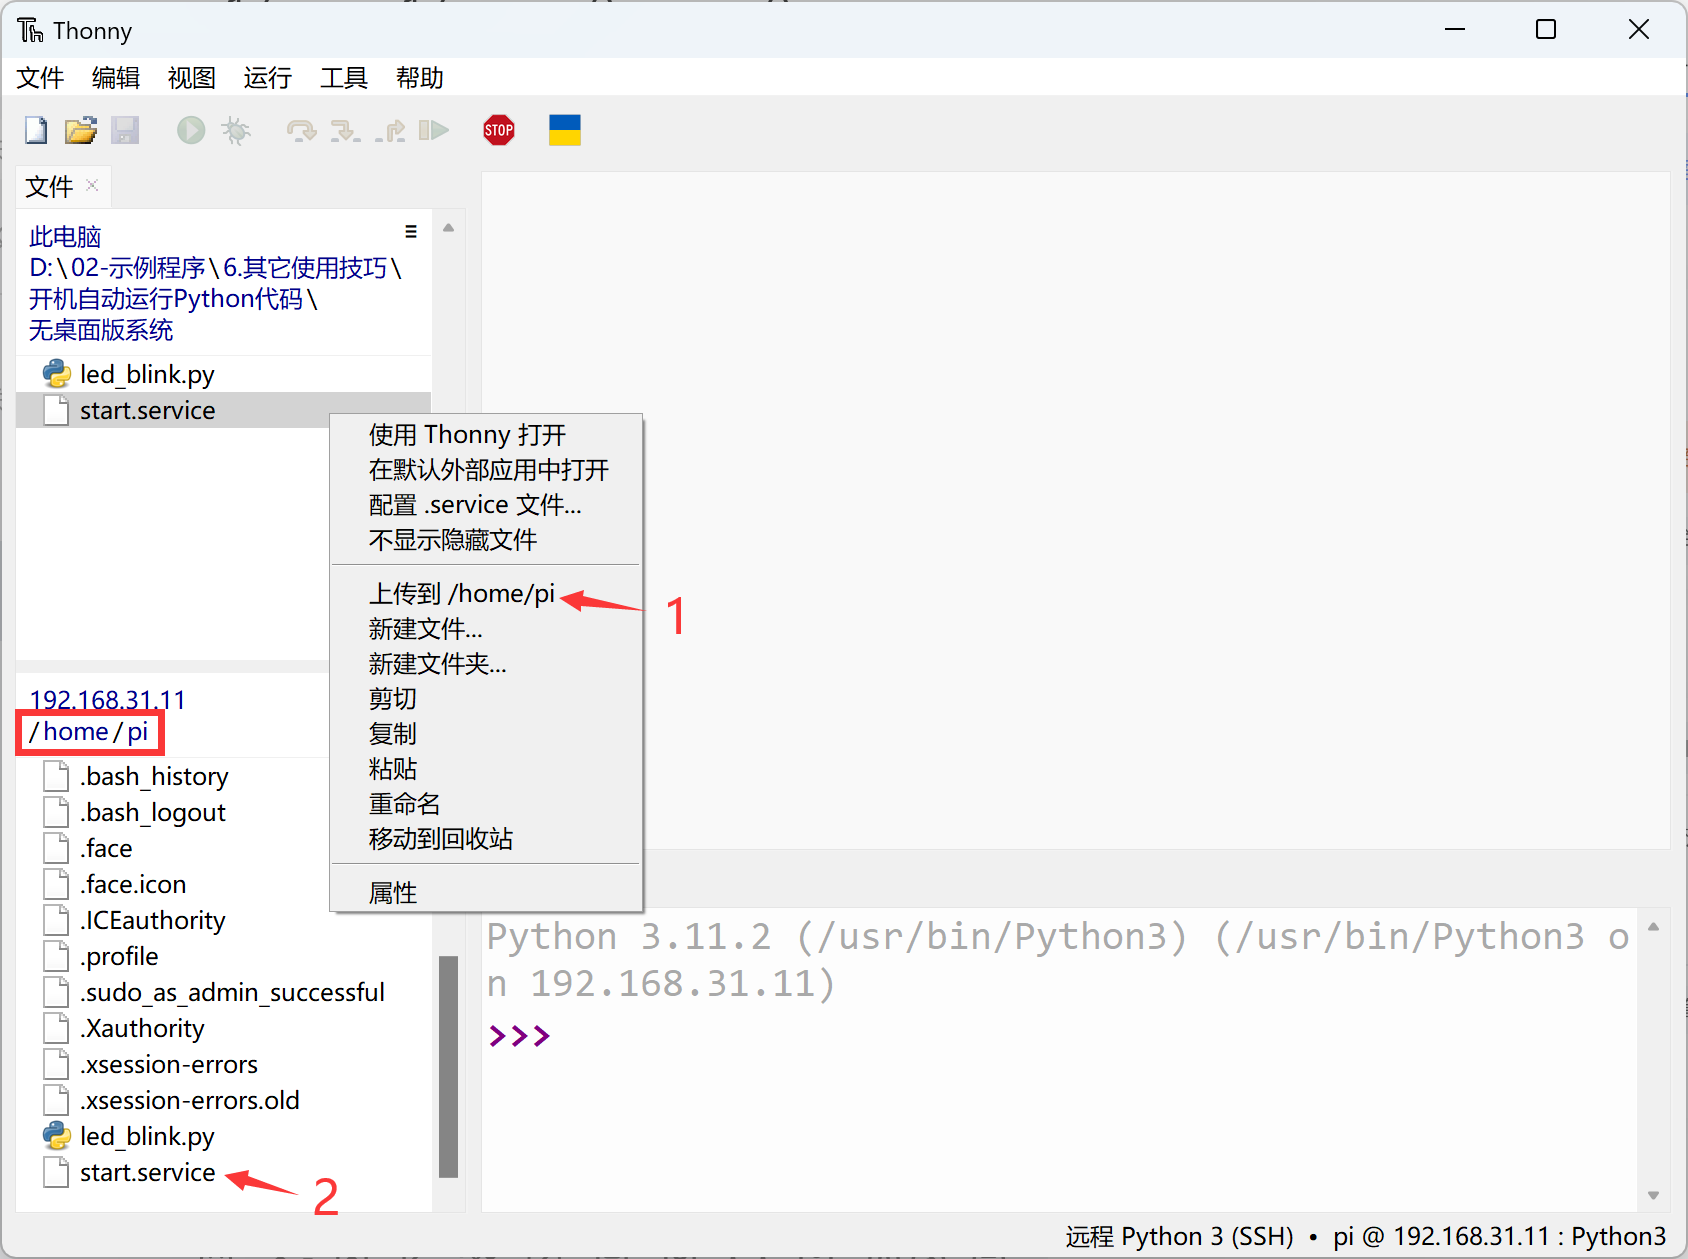 Thonny
文件 编辑 视图 运行 工具 帮助
STOP
文件
此电脑
D:\02-示例程序\6.其它使用技巧\
开机自动运行Python代码\
无桌面版系统
led_blink.py
start.service
使用 Thonny 打开
在默认外部应用中打开
配置 .service 文件...
不显示隐藏文件
上传到 /home/pi
1
新建文件...
新建文件夹...
剪切
复制
粘贴
重命名
移动到回收站
属性
192.168.31.11
/home/pi
.bash_history
.bash_logout
.face
.face.icon
.ICEauthority
.profile
.sudo_as_admin_successful
.Xauthority
.xsession-errors
.xsession-errors.old
led_blink.py
start.service
2
Python 3.11.2 (/usr/bin/Python3) (/usr/bin/Python3 o
n 192.168.31.11)
>>>
远程 Python 3 (SSH) • pi @ 192.168.31.11 : Python3